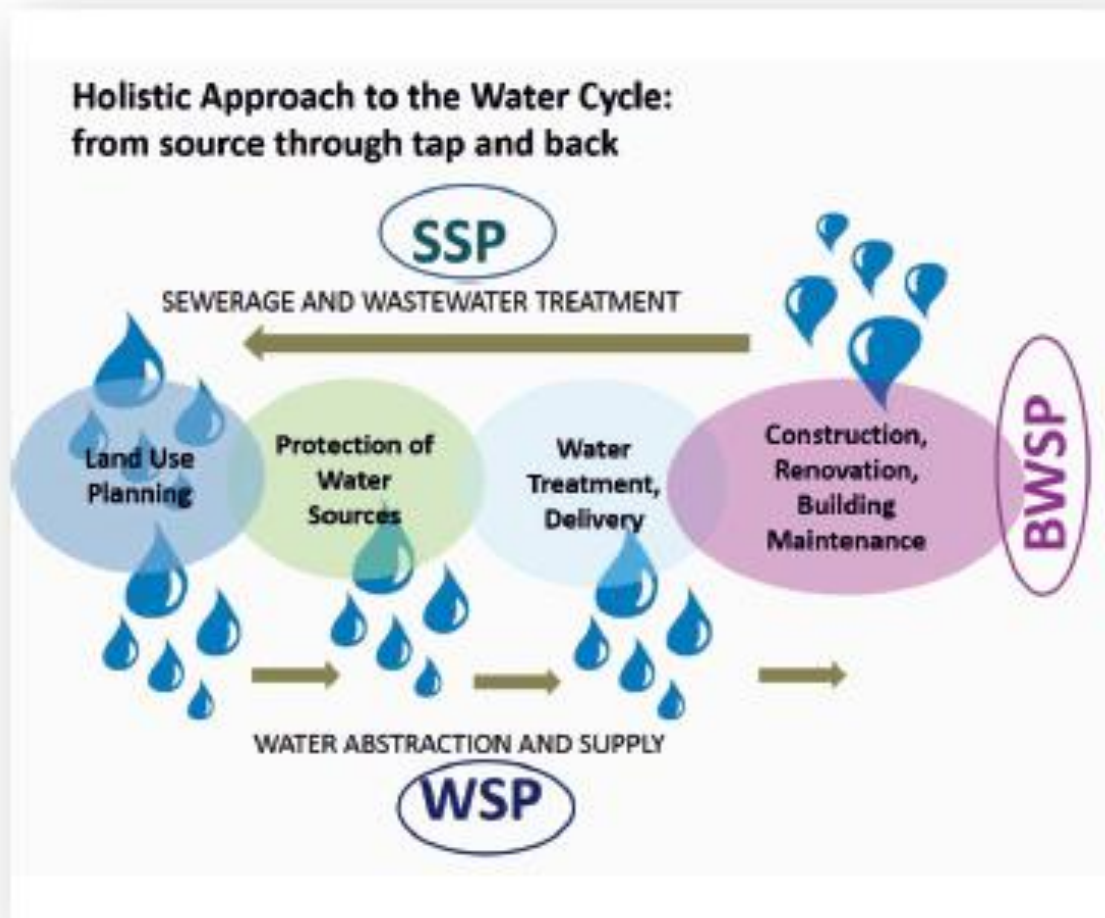 Holistic Approach to the Water Cycle:
from source through tap and back
SSP
SEWERAGE AND WASTEWATER TREATMENT
Land Use
Planning
Protection of
Water
Sources
Water
Treatment,
Delivery
Construction,
Renovation,
Building
Maintenance
BWSP
WATER ABSTRACTION AND SUPPLY
WSP